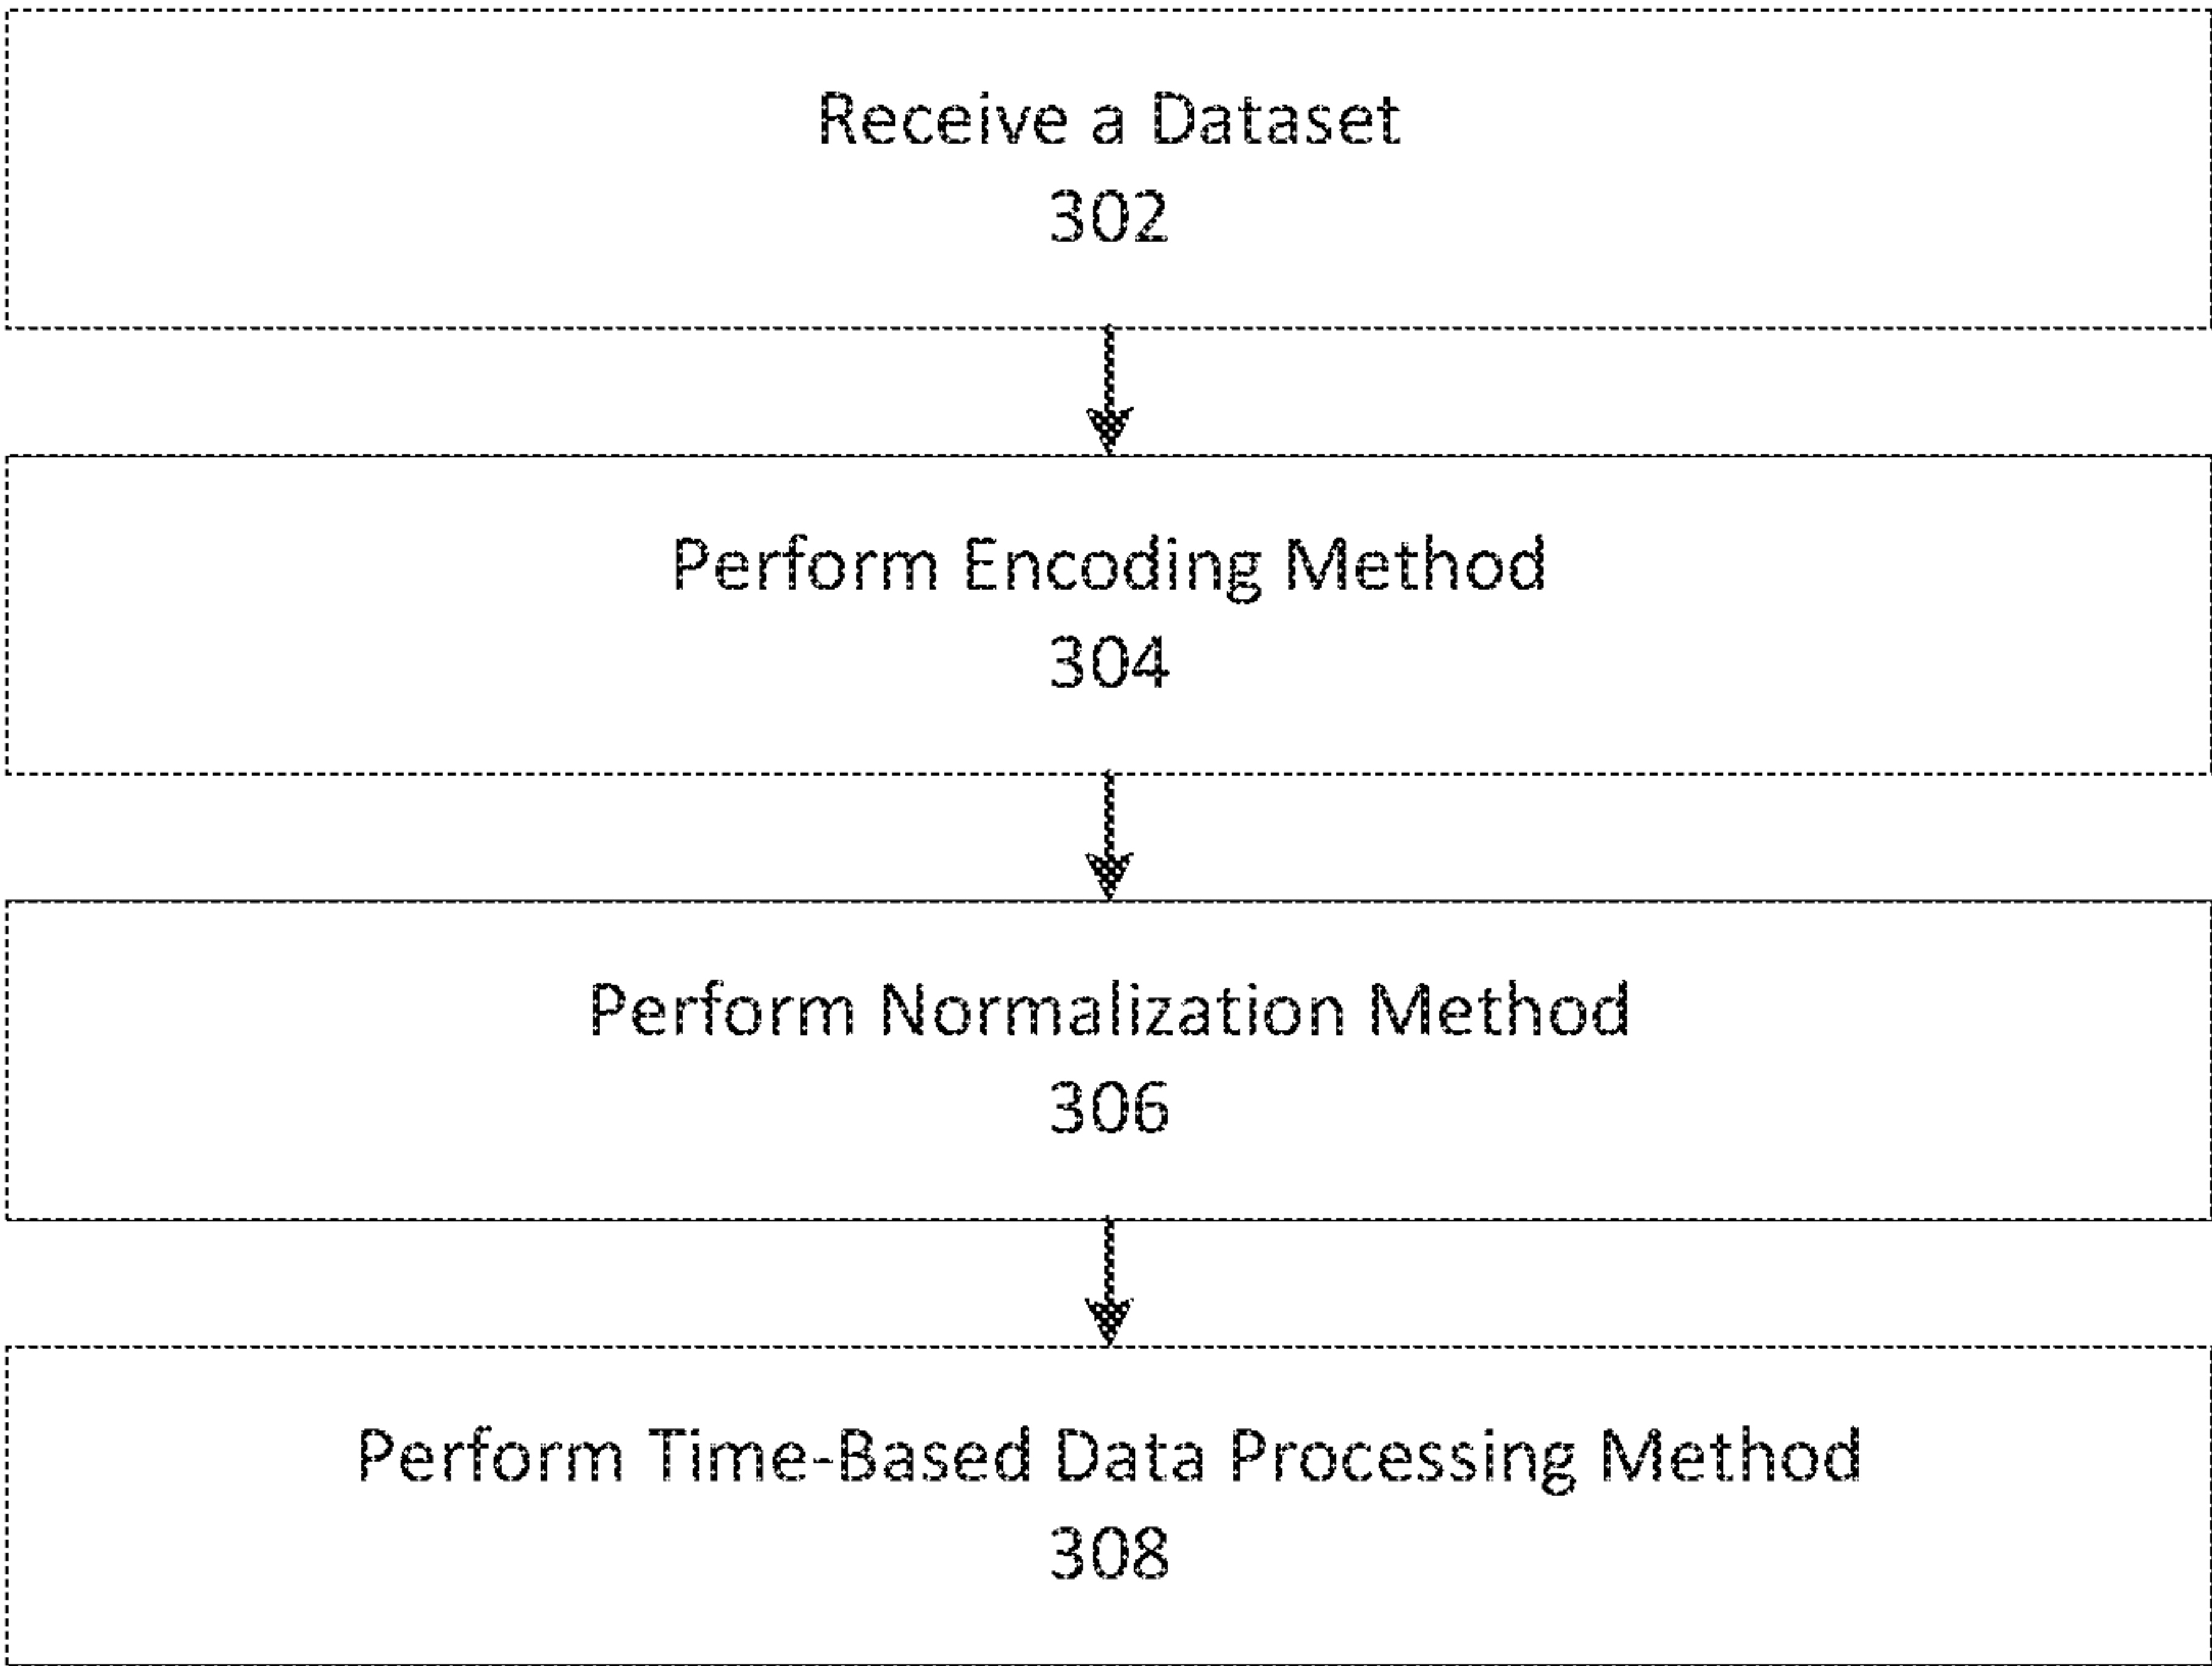 Receive a Dataset
302
Perform Encoding Method
304
Perform Normalization Method
306
Perform Time-Based Data Processing Method
308